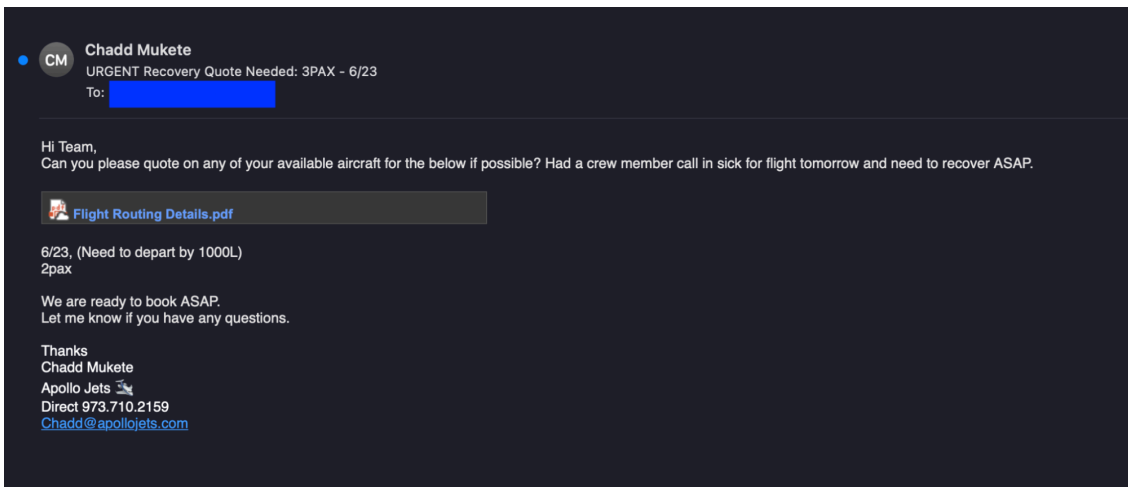 CM
Chadd Mukete
URGENT Recovery Quote Needed: 3PAX - 6/23
To:
Hi Team,
Can you please quote on any of your available aircraft for the below if possible? Had a crew member call in sick for flight tomorrow and need to recover ASAP.
Flight Routing Details.pdf
6/23, (Need to depart by 1000L)
2pax
We are ready to book ASAP.
Let me know if you have any questions.
Thanks
Chadd Mukete
Apollo Jets
Direct 973.710.2159
Chadd@apollojets.com